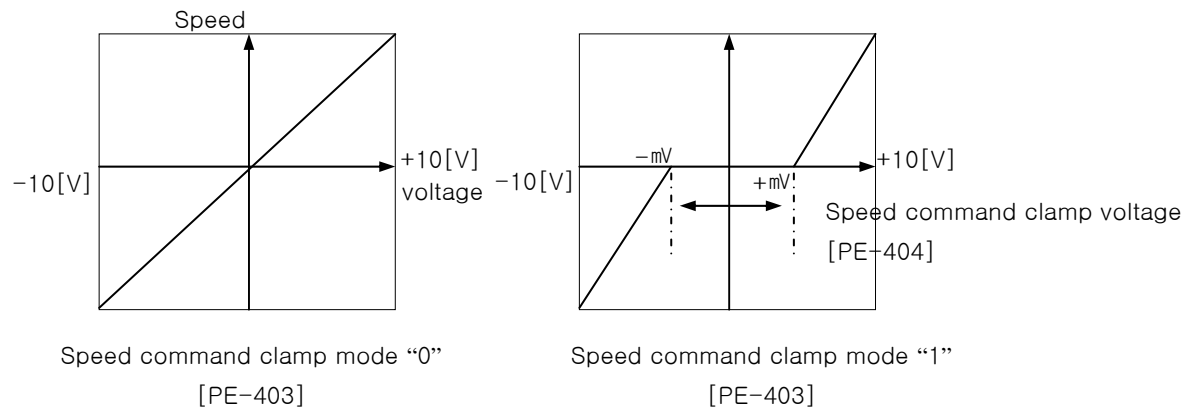 Speed
+10[V]
-10[V]
voltage
-mV
+10[V]
-10[V]
+mV
Speed command clamp voltage
[PE-404]
Speed command clamp mode “0”
[PE-403]
Speed command clamp mode “1”
[PE-403]